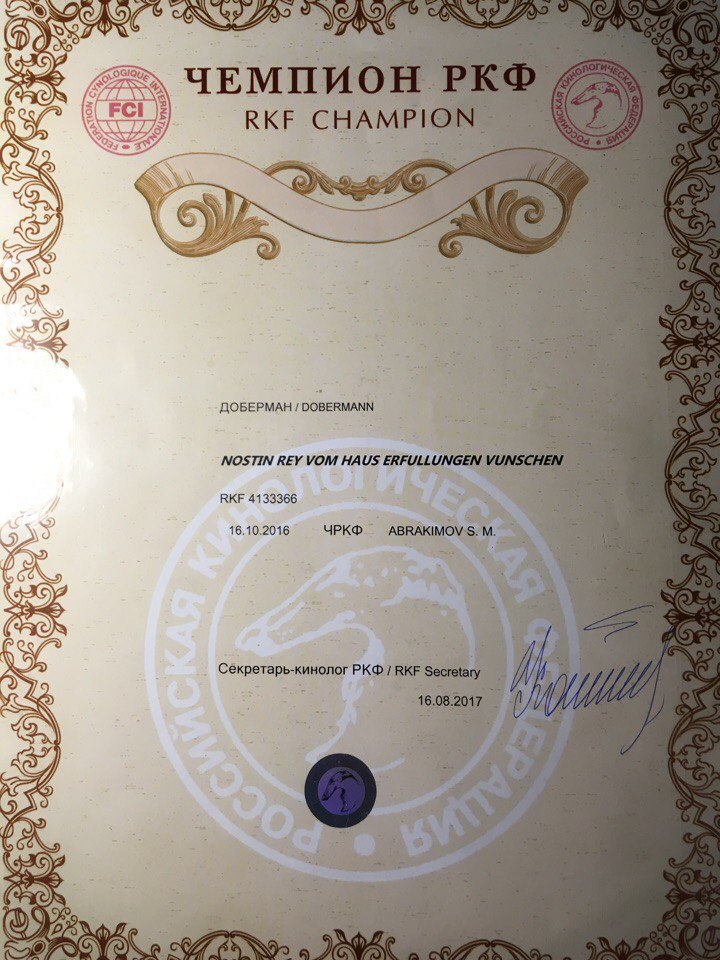 ЧЕМПИОН РКФ
RKF CHAMPION
FEDERATION CYNOLOGIQUE INTERNATIONALE
FCI
РОССИЙСКАЯ КИНОЛОГИЧЕСКАЯ ФЕДЕРАЦИЯ
ДОБЕРМАН / DOBERMANN
NOSTIN REY VOM HAUS ERFULLUNGEN VUNSCHEN
RKF 4133366
16.10.2016 ЧРКФ ABRAKIMOV S. M.
РОССИЙСКАЯ КИНОЛОГИЧЕСКАЯ ФЕДЕРАЦИЯ
Секретарь-кинолог РКФ / RKF Secretary
16.08.2017